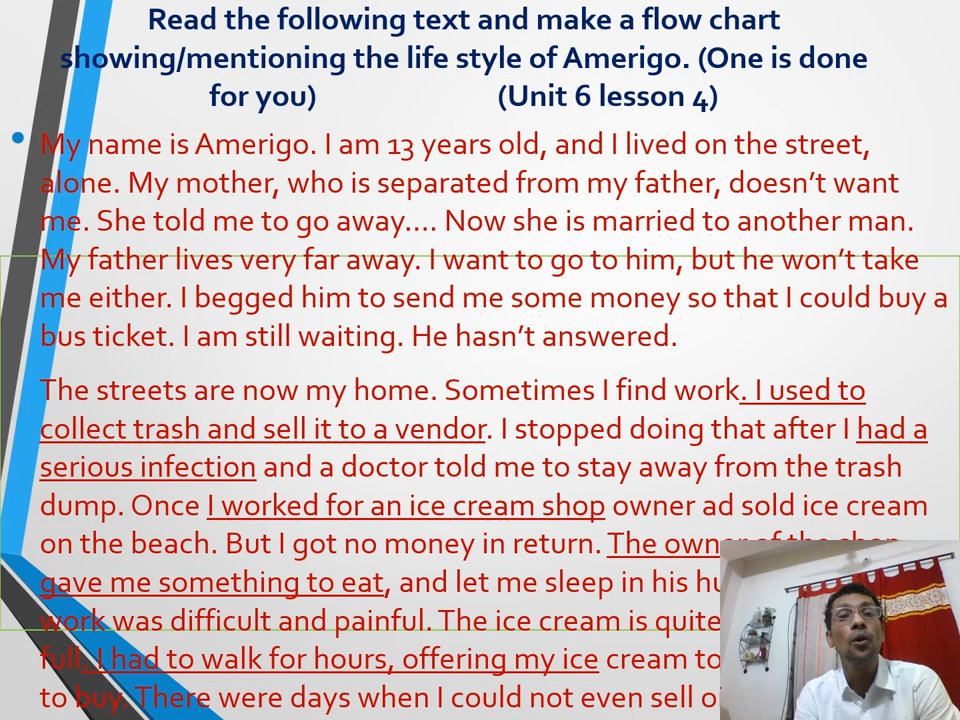 Read the following text and make a flow chart
showing/mentioning the life style of Amerigo. (One is done
for you) (Unit 6 lesson 4)
My name is Amerigo. I am 13 years old, and I lived on the street,
alone. My mother, who is separated from my father, doesn't want
me. She told me to go away.... Now she is married to another man.
My father lives very far away. I want to go to him, but he won't take
me either. I begged him to send me some money so that I could buy a
bus ticket. I am still waiting. He hasn't answered.
The streets are now my home. Sometimes I find work. I used to
collect trash and sell it to a vendor. I stopped doing that after I had a
serious infection and a doctor told me to stay away from the trash
dump. Once I worked for an ice cream shop owner ad sold ice cream
on the beach. But I got no money in return. The owner of the shop
gave me something to eat, and let me sleep in his
work was difficult and painful. The ice cream is quite
full. I had to walk for hours, offering my ice cream to
to buy. There were days when I could not even sell